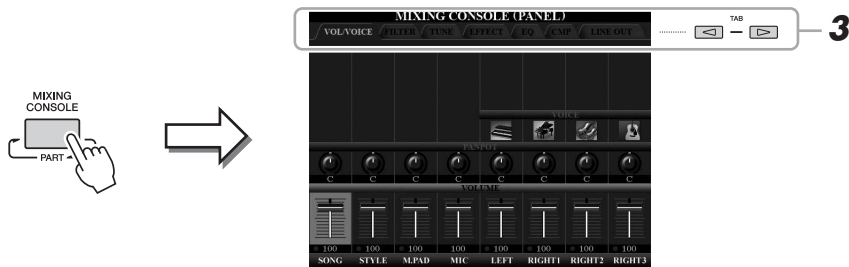 MIXING CONSOLE (PANEL)
VOL/VOICE FILTER TUNE EFFECT EQ CMP LINE OUT
TAB
3
MIXING
CONSOLE
PART
VOICE
PANPOT
C C C C C C C C
VOLUME
100 100 100 100 100 100 100 100
SONG STYLE M.PAD MIC LEFT RIGHT1 RIGHT2 RIGHT3